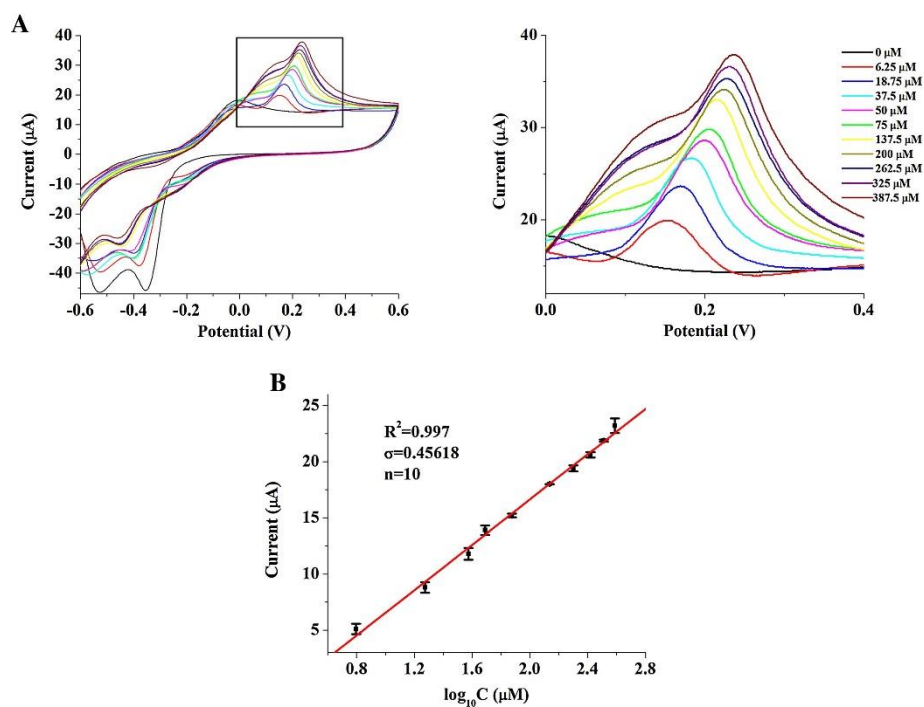 A
40
30
20
10
0
-10
-20
-30
-40
Current (μA)
-0.6
-0.4
-0.2
0.0
0.2
0.4
0.6
Potential (V)
40
30
20
Current (μA)
0.0
0.2
0.4
Potential (V)
0 μM
6.25 μM
18.75 μM
37.5 μM
50 μM
75 μM
137.5 μM
200 μM
262.5 μM
325 μM
387.5 μM
B
25
20
15
10
5
Current (μA)
R²=0.997
σ=0.45618
n=10
0.8
1.2
1.6
2.0
2.4
2.8
log₁₀C (μM)